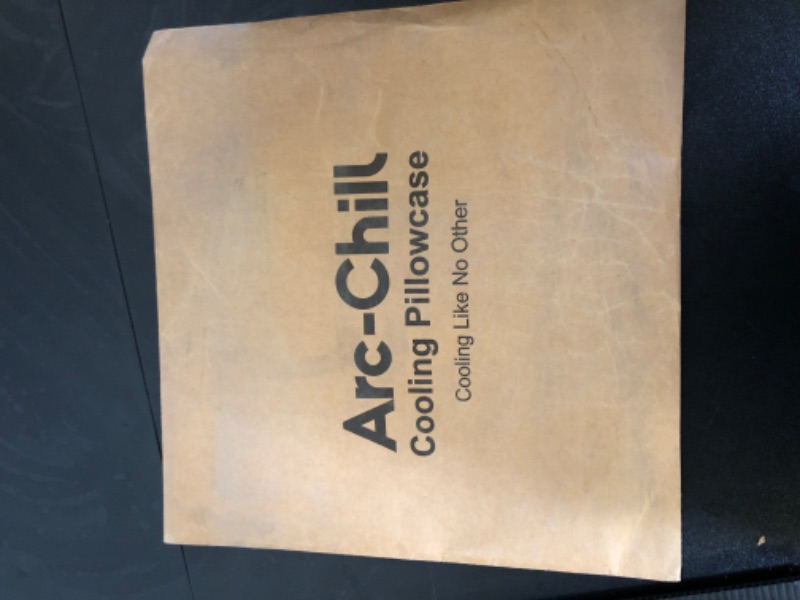 Arc-Chill
Cooling Pillowcase
Cooling Like No Other